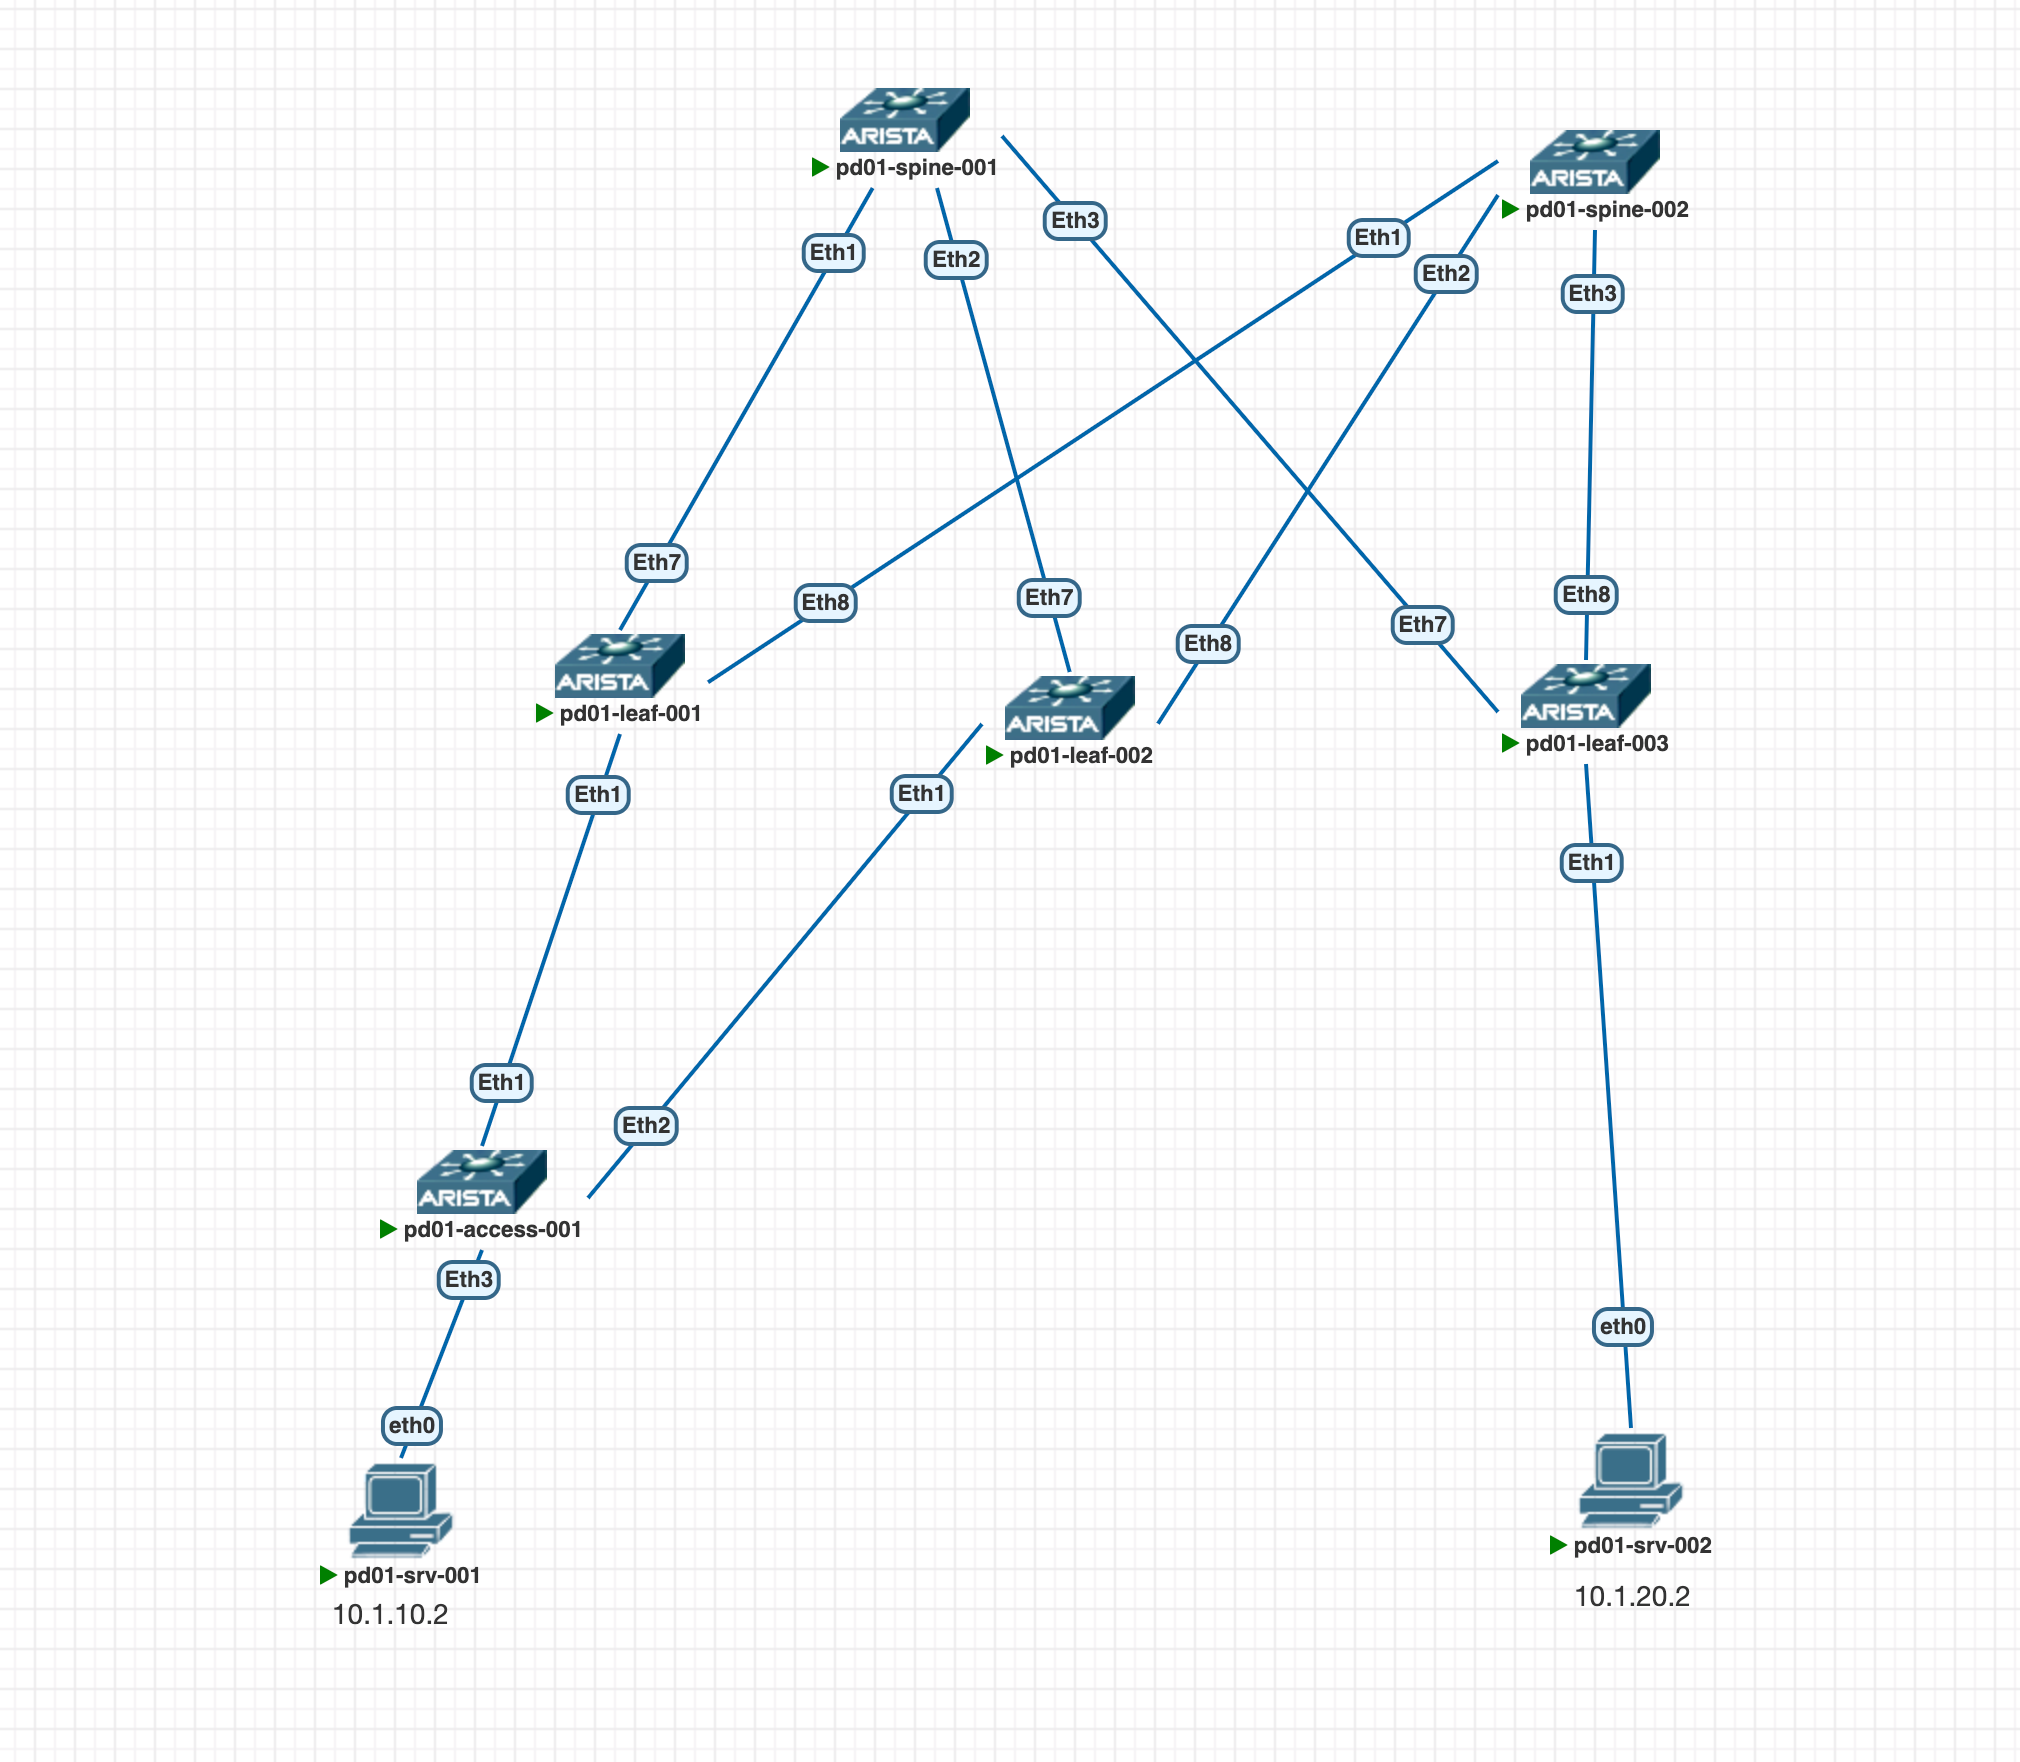 ARISTA
pd01-spine-001
ARISTA
pd01-spine-002
Eth3
Eth1
Eth1
Eth2
Eth2
Eth3
Eth7
Eth8
Eth7
Eth8
Eth7
Eth8
ARISTA
pd01-leaf-001
ARISTA
pd01-leaf-002
ARISTA
pd01-leaf-003
Eth1
Eth1
Eth1
Eth1
Eth2
ARISTA
pd01-access-001
Eth3
eth0
eth0
pd01-srv-001
10.1.10.2
pd01-srv-002
10.1.20.2